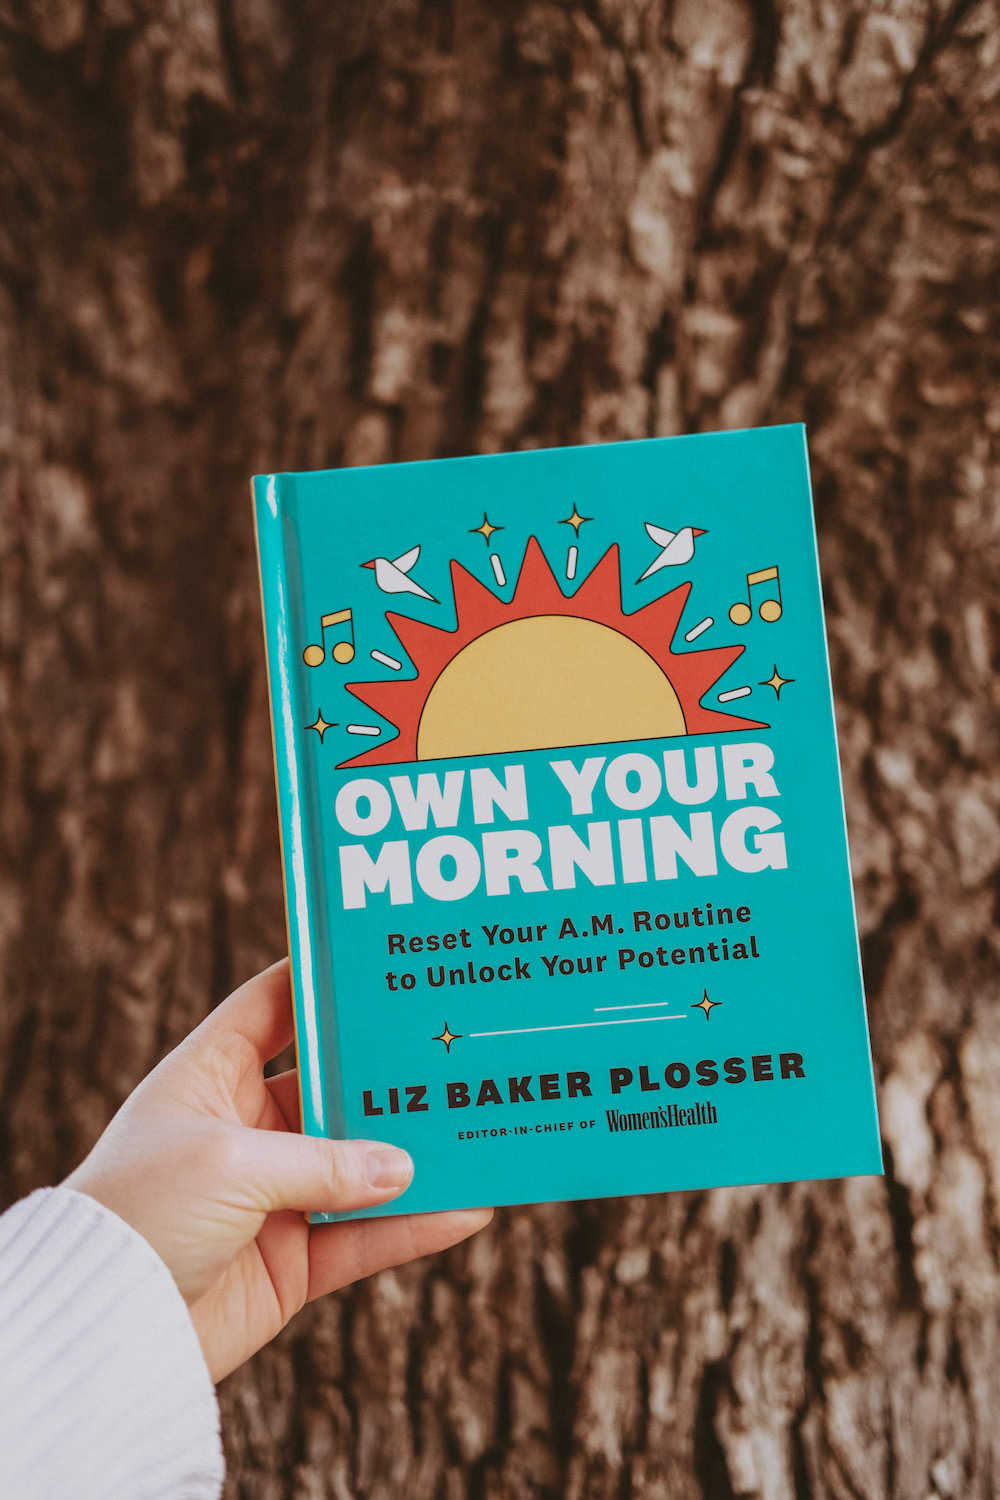 OWN YOUR
MORNING
Reset Your A.M. Routine
to Unlock Your Potential
LIZ BAKER PLOSSER
EDITOR-IN-CHIEF OF Women'sHealth